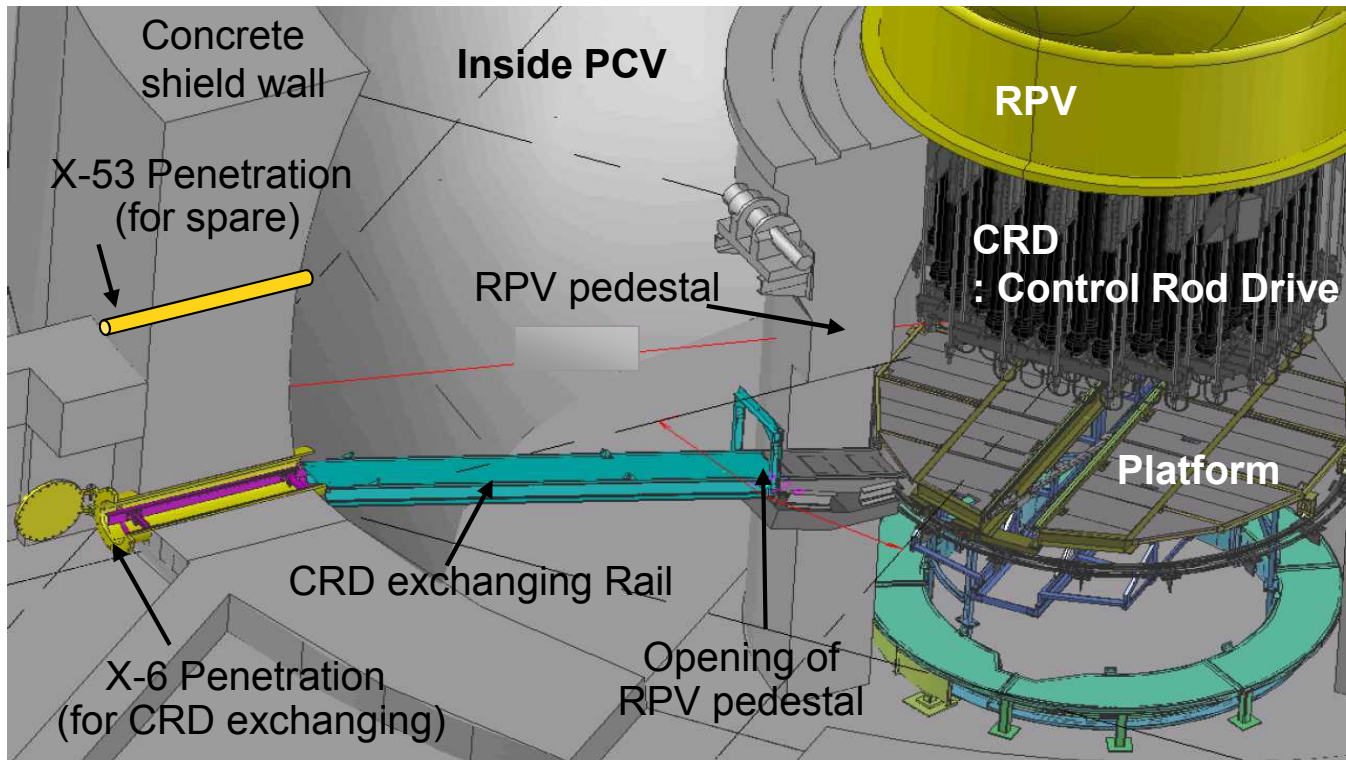 Concrete
shield wall
Inside PCV
RPV
X-53 Penetration
(for spare)
CRD
: Control Rod Drive
RPV pedestal
Platform
CRD exchanging Rail
Opening of
RPV pedestal
X-6 Penetration
(for CRD exchanging)